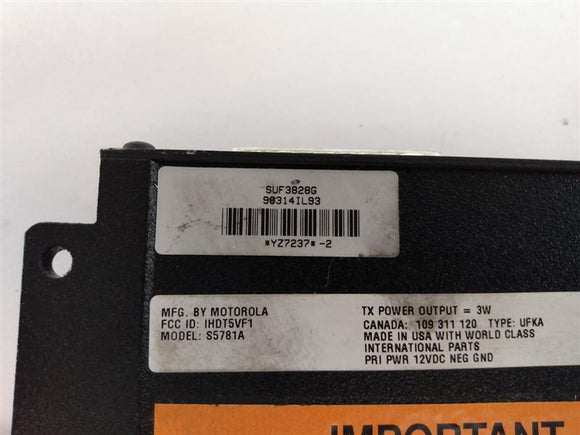 SUF3828G
90314IL93
*YZ7237*-2
MFG. BY MOTOROLA
FCC ID: IHDT5VF1
MODEL: S5781A
TX POWER OUTPUT = 3W
CANADA: 109 311 120 TYPE: UFKA
MADE IN USA WITH WORLD CLASS
INTERNATIONAL PARTS
PRI PWR 12VDC NEG GND
IMPORTANT